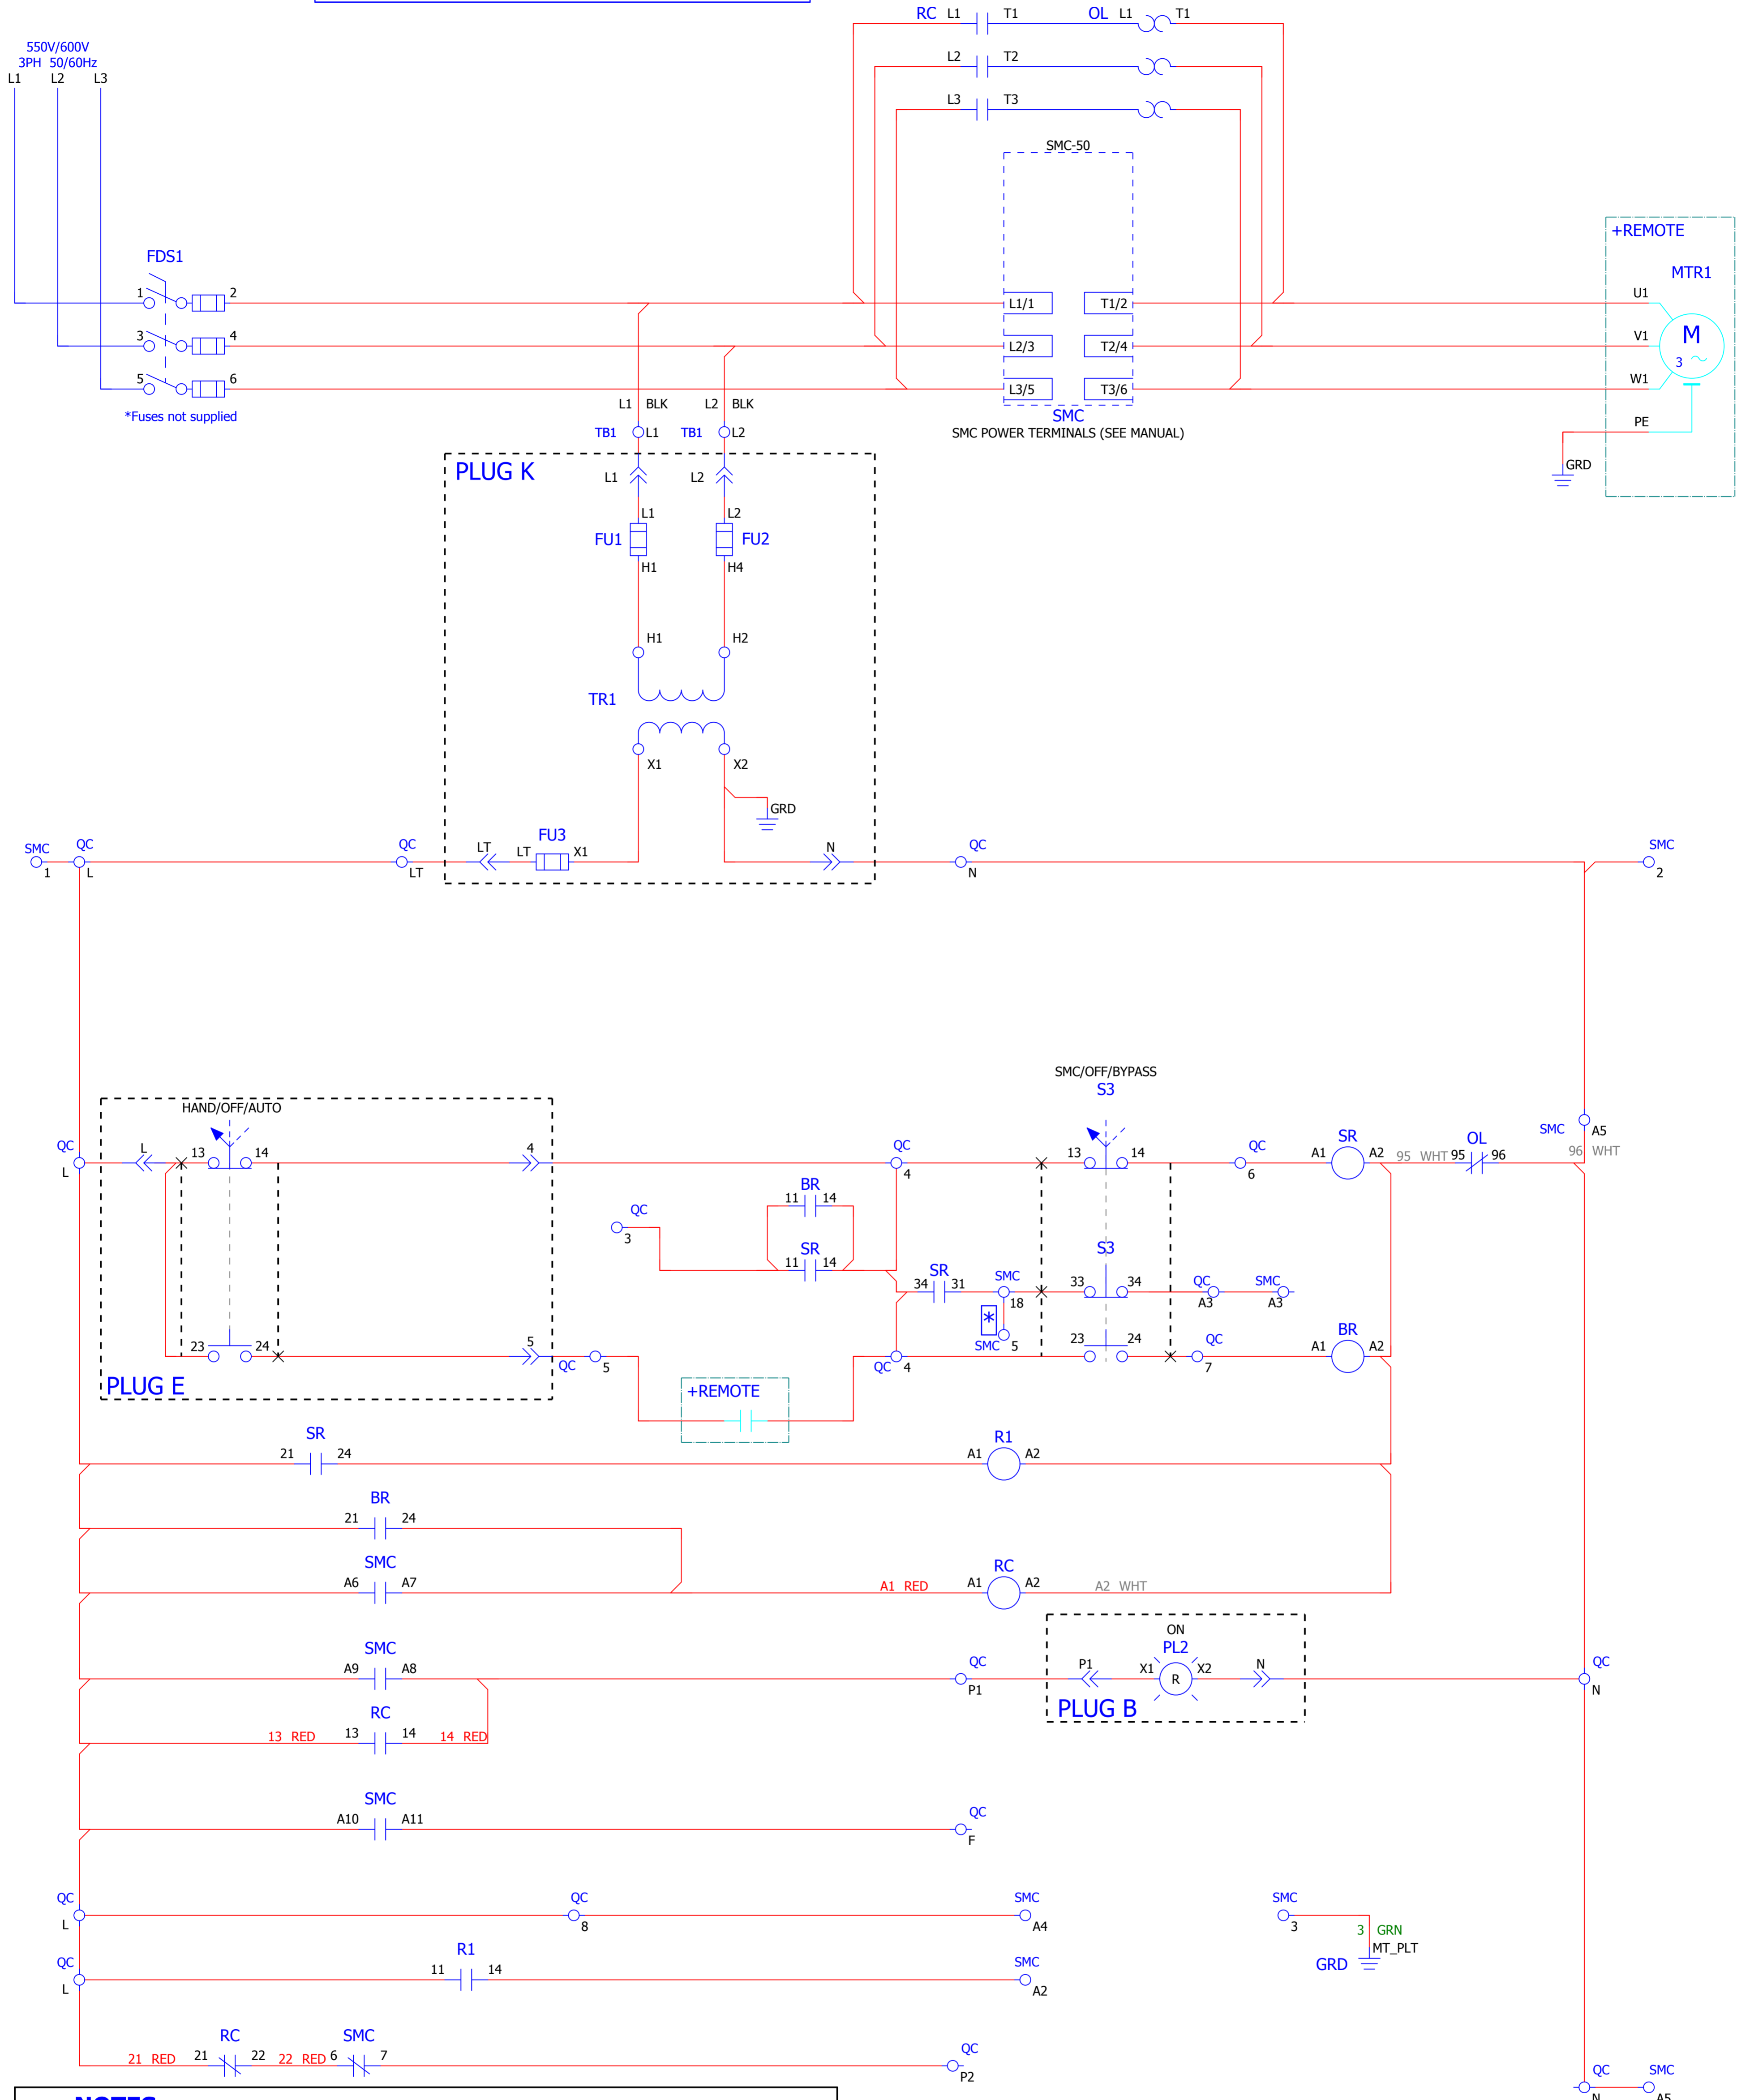 RC L1 T1 OL L1 T1
L2 T2
L3 T3
550V/600V
3PH 50/60Hz
L1 L2 L3
SMC-50
+REMOTE
MTR1
FDS1
1 2 L1/1 T1/2 U1
3 4 L2/3 T2/4 V1 M
3
5 6 L3/5 T3/6 W1
*Fuses not supplied
L1 BLK L2 BLK
SMC
SMC POWER TERMINALS (SEE MANUAL)
PE
TB1 L1 TB1 L2
GRD
PLUG K
L1 L2
L1 L2
FU1 FU2
H1 H4
H1 H2
TR1
X1 X2
GRD
SMC QC QC FU3 QC SMC
LT LT X1 N
1 L LT N 2
SMC/OFF/BYPASS
S3
HAND/OFF/AUTO
SMC A5
QC L 13 14 4 QC 13 14 QC SR OL
A1 A2 95 WHT 95 96 96 WHT
L 4 6
BR
11 14
QC
3
SR
11 14
S3
SR
34 31 SMC 33 34 QC SMC
18 A3 A3
*
SMC 5
23 24 5 23 24 QC BR
A1 A2
QC 5 QC 4 7
PLUG E
+REMOTE
SR
21 24
R1
A1 A2
BR
21 24
SMC
A6 A7
A1 RED
RC
A1 A2
A2 WHT
ON
PL2
SMC
A9 A8
QC
P1
P1 X1 R X2 N
QC
N
PLUG B
RC
13 RED 13 14 14 RED
SMC
A10 A11
QC
F
QC QC SMC SMC
L 8 A4 3
3 GRN
MT_PLT
GRD
QC R1 SMC
11 14
L A2
RC SMC
21 RED 21 22 22 RED 6 7
QC
P2
QC SMC
N A5
NOTES